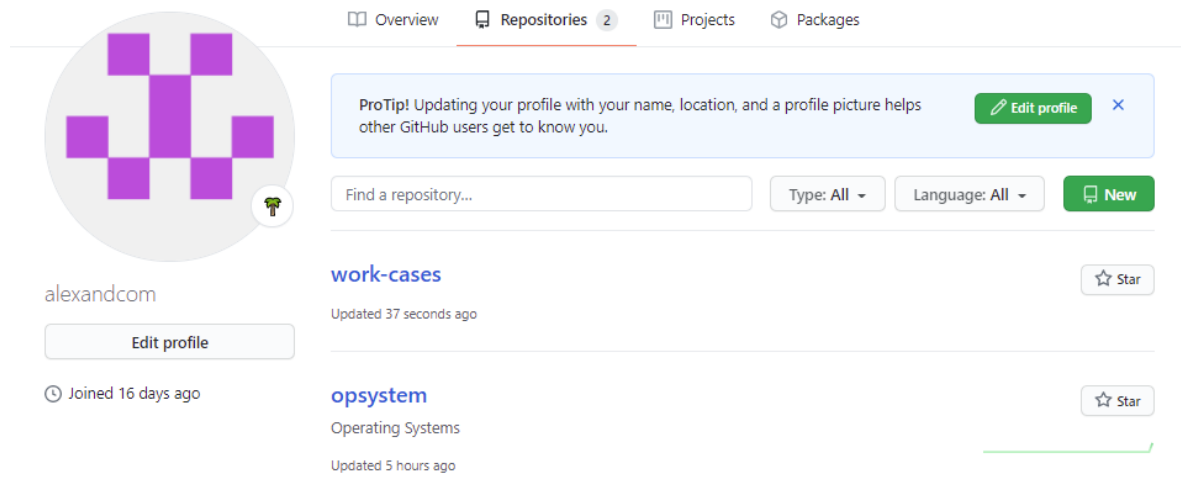 Overview Repositories 2 Projects Packages
ProTip! Updating your profile with your name, location, and a profile picture helps
other GitHub users get to know you.
Edit profile
Find a repository...
Type: All
Language: All
New
alexandcom
Edit profile
Joined 16 days ago
work-cases
Star
Updated 37 seconds ago
opsystem
Star
Operating Systems
Updated 5 hours ago